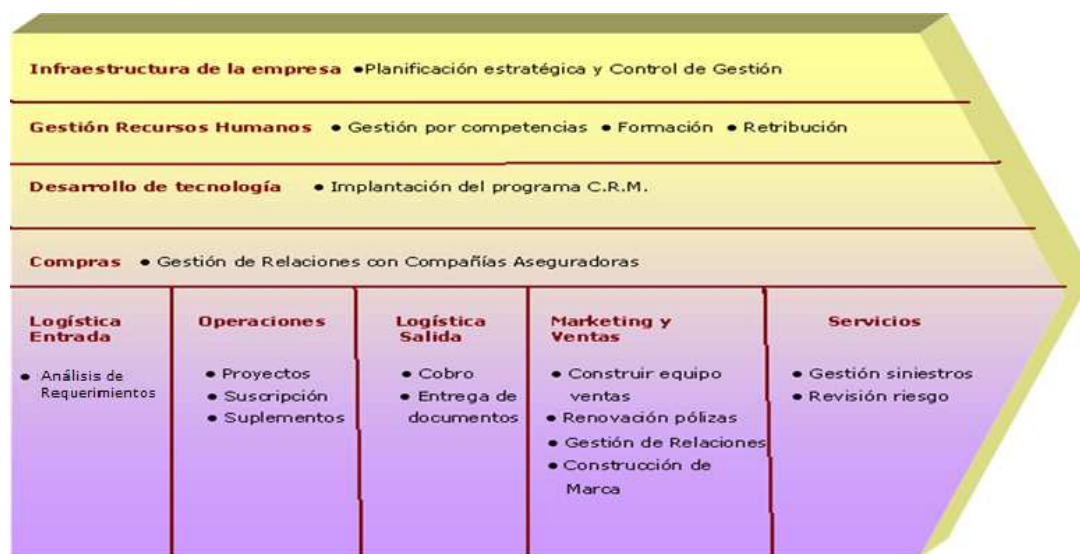 Infraestructura de la empresa ●Planificación estratégica y Control de Gestión
Gestión Recursos Humanos ● Gestión por competencias ● Formación ● Retribución
Desarrollo de tecnología ● Implantación del programa C.R.M.
Compras ● Gestión de Relaciones con Compañías Aseguradoras
Logística
Entrada
● Análisis de
Requerimientos
Operaciones
● Proyectos
● Suscripción
● Suplementos
Logística
Salida
● Cobro
● Entrega de
documentos
Marketing y
Ventas
● Construir equipo
ventas
● Renovación pólizas
● Gestión de Relaciones
● Construcción de
Marca
Servicios
● Gestión siniestros
● Revisión riesgo